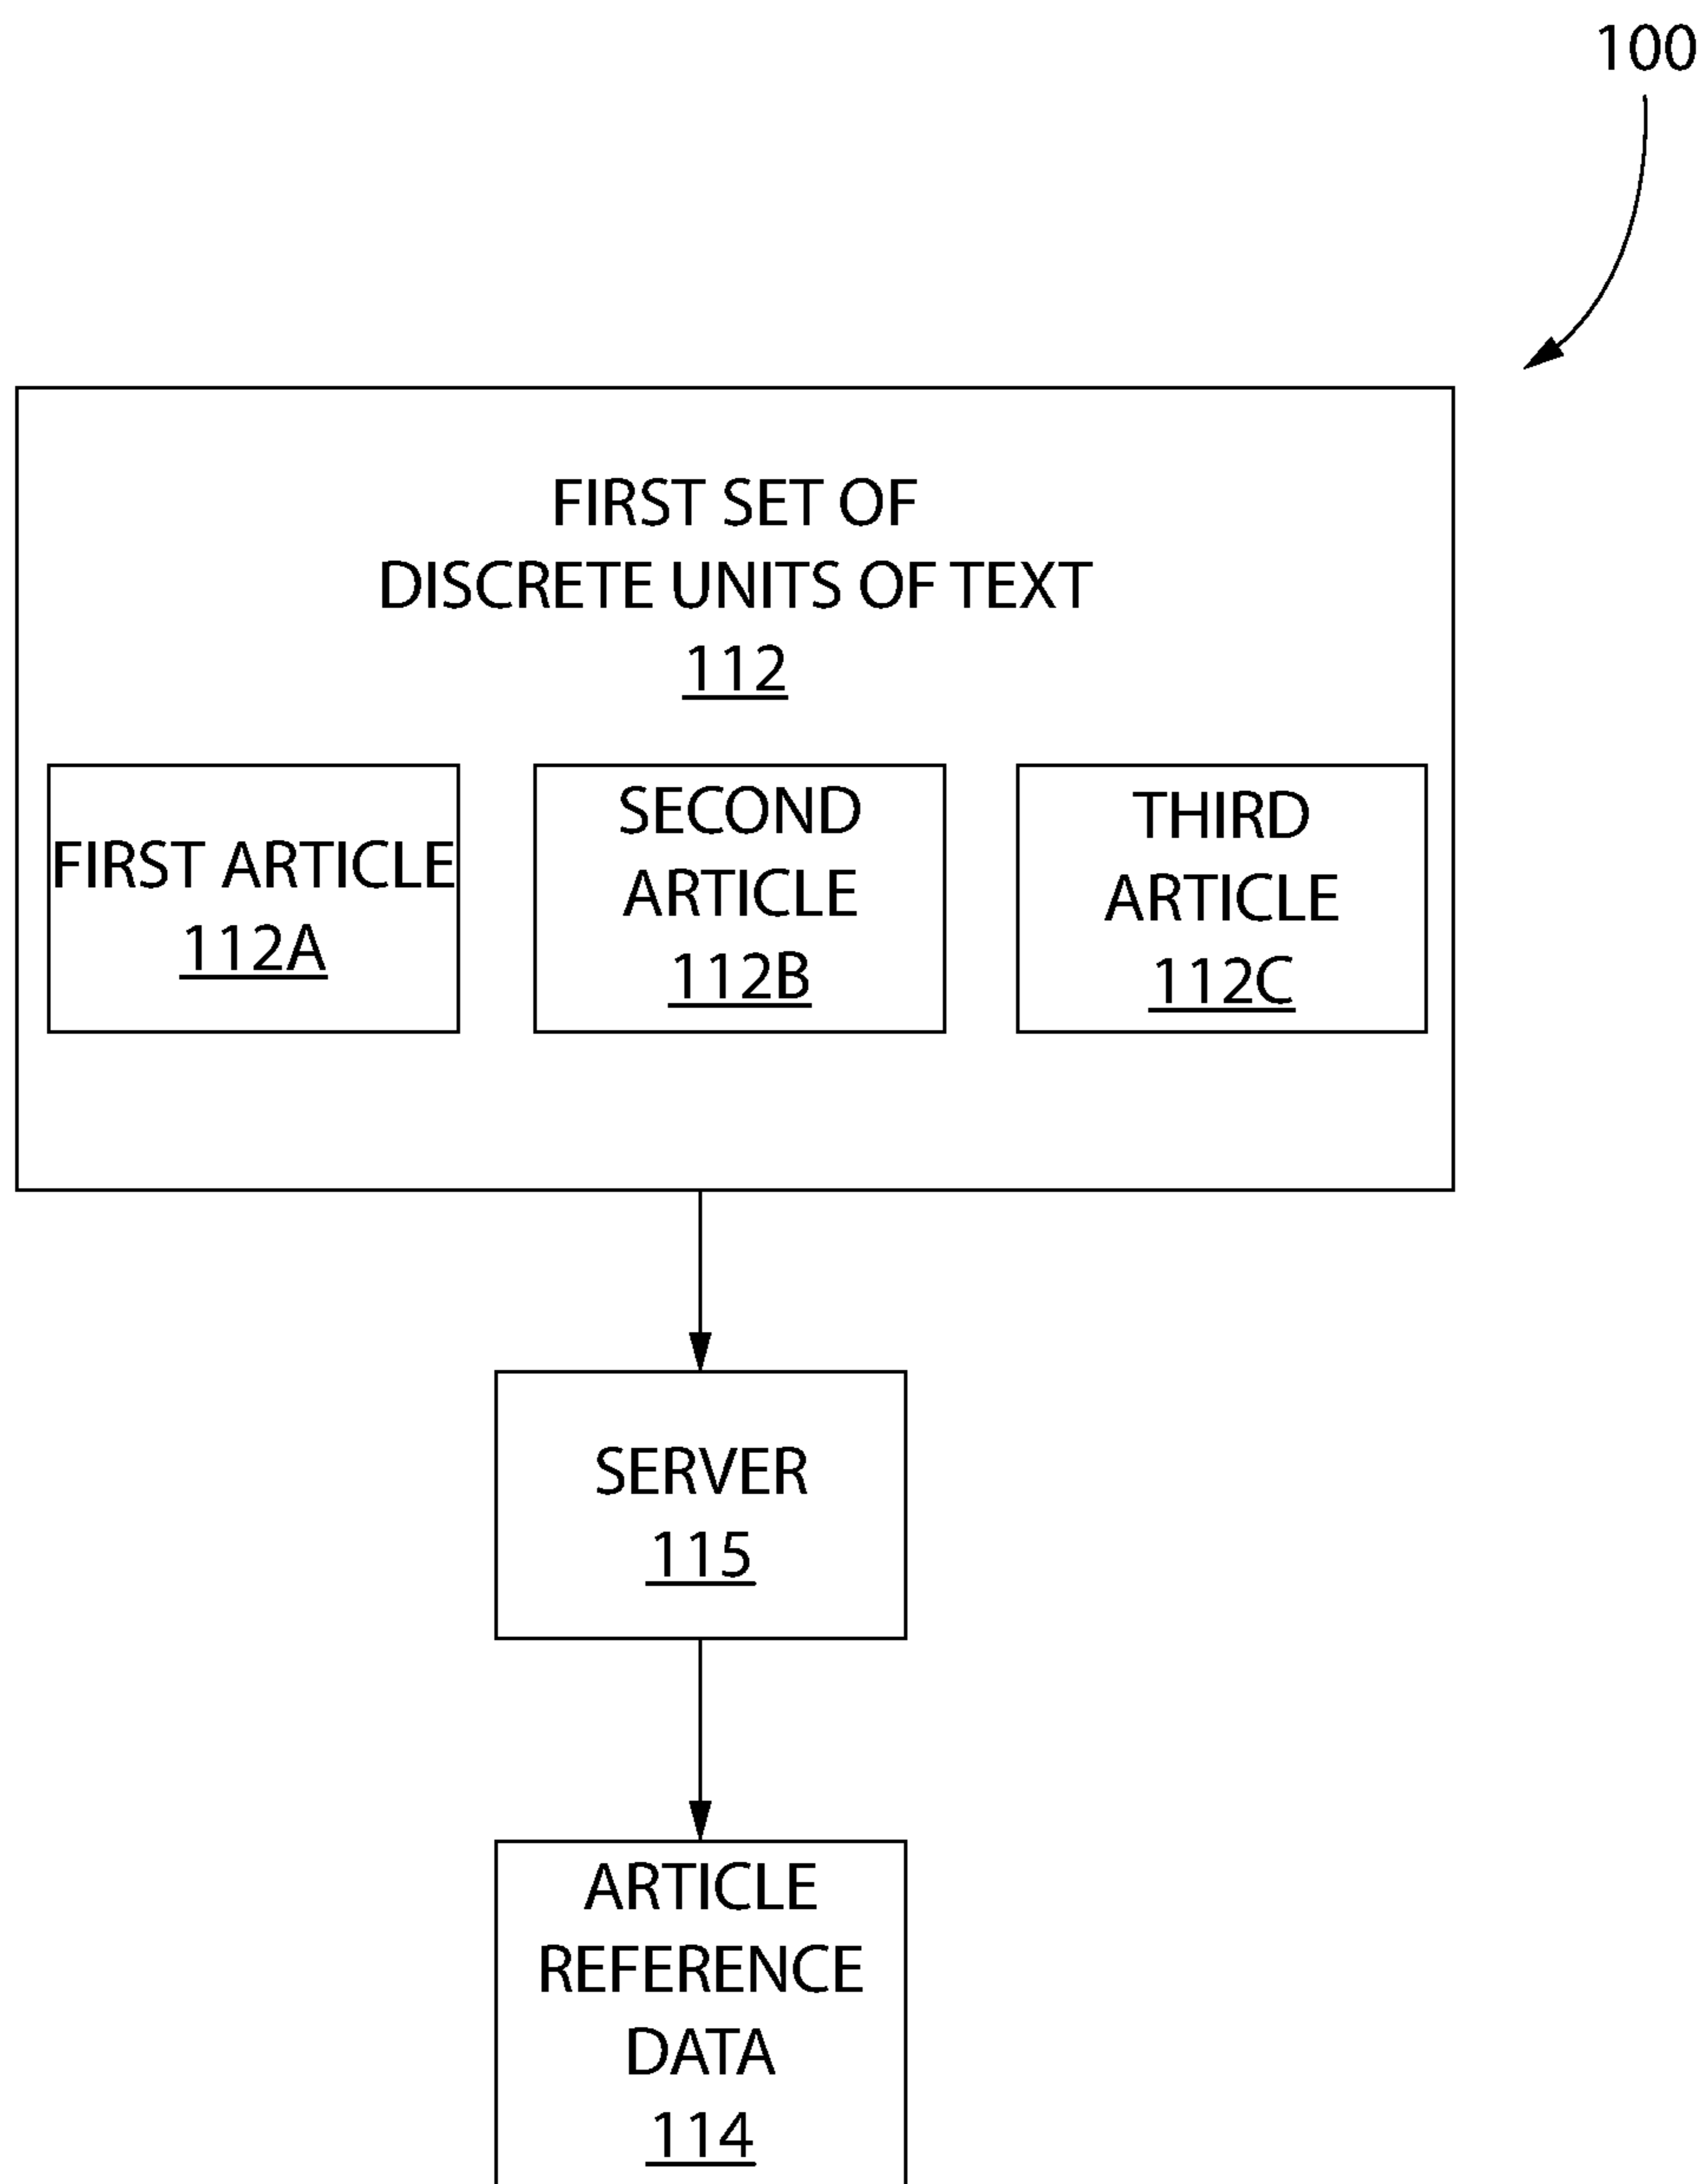 100
FIRST SET OF
DISCRETE UNITS OF TEXT
112
FIRST ARTICLE
112A
SECOND
ARTICLE
112B
THIRD
ARTICLE
112C
SERVER
115
ARTICLE
REFERENCE
DATA
114